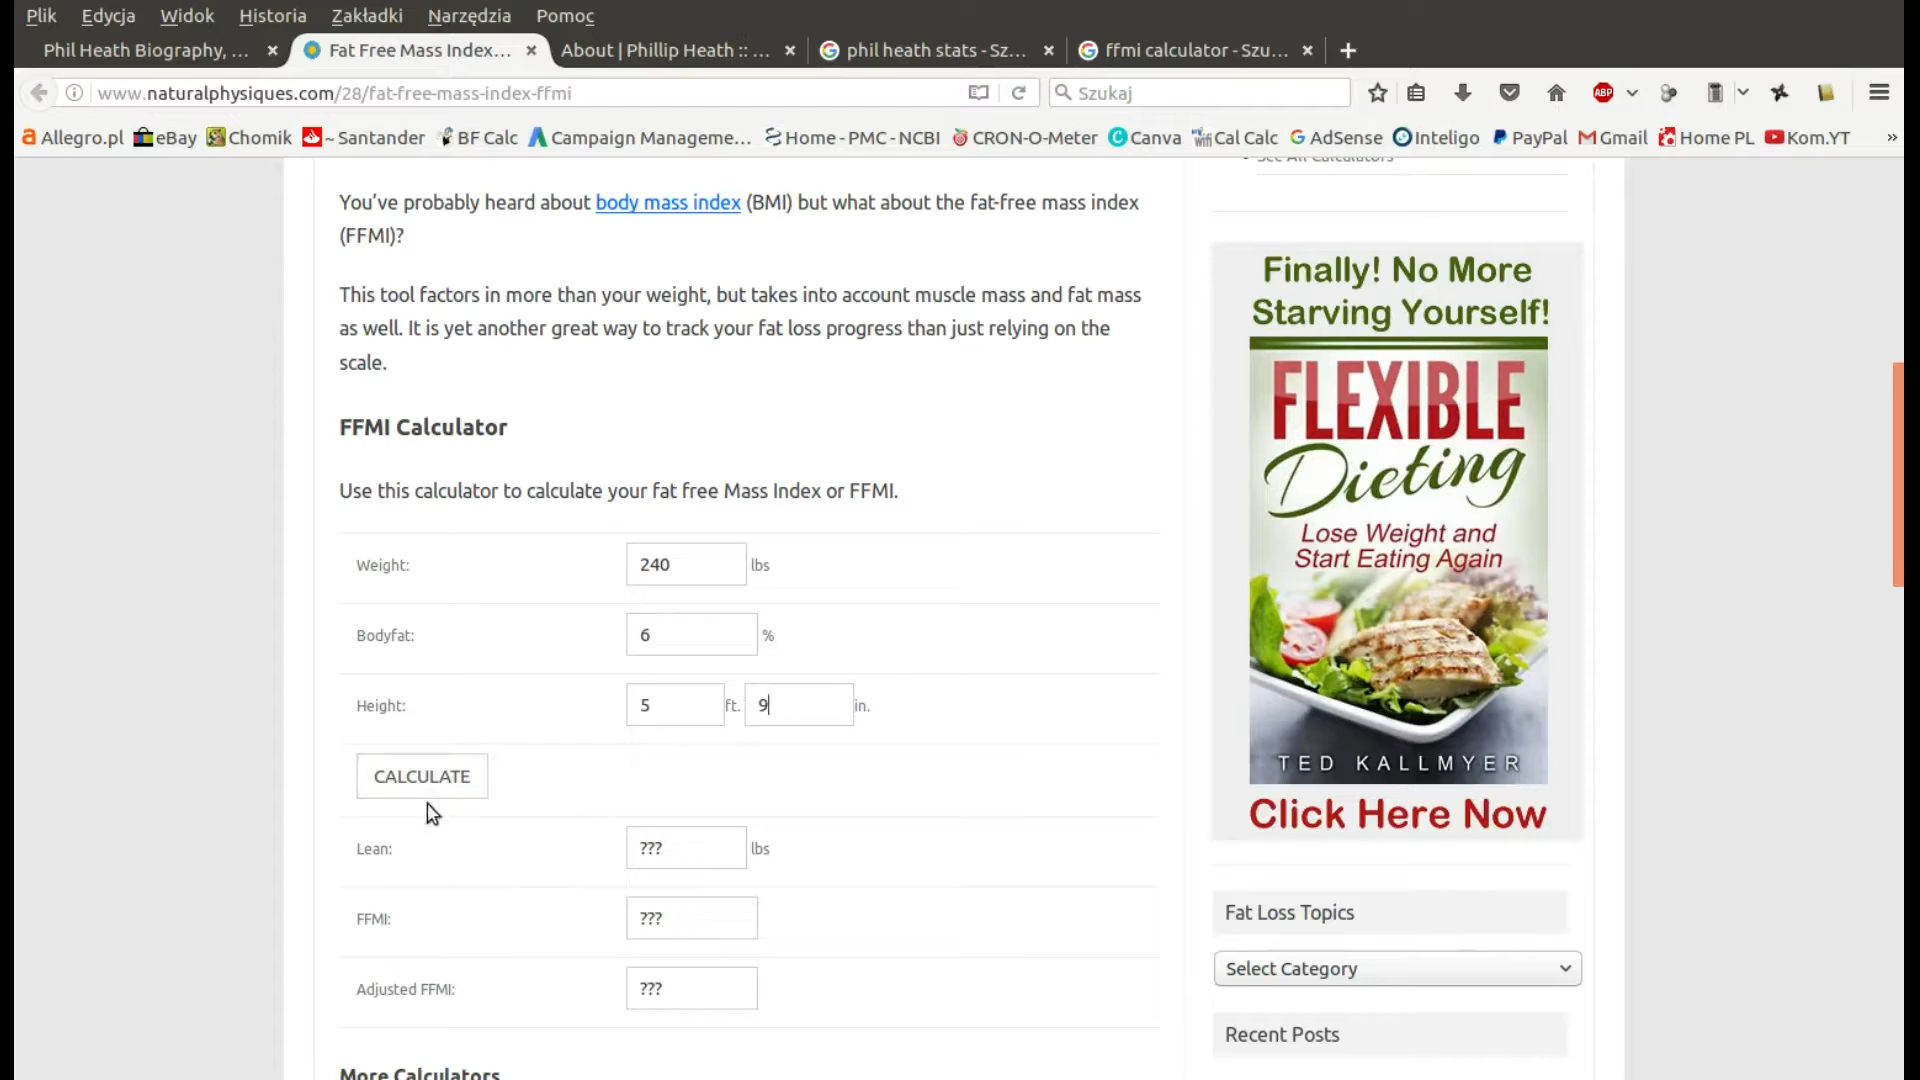 Plik Edycja Widok Historia Zakładki Narzędzia Pomoc
Phil Heath Biography, ... × Fat Free Mass Index... × About | Phillip Heath :: ... × phil heath stats - Sz... × ffmi calculator - Szu... × +
www.naturalphysiques.com/28/fat-free-mass-index-ffmi Szukaj ABP
Allegro.pl eBay Chomik ~ Santander BF Calc Campaign Manageme... Home - PMC - NCBI CRON-O-Meter Canva Cal Calc AdSense Inteligo PayPal Gmail Home PL Kom.YT »
See All Calculators
You've probably heard about body mass index (BMI) but what about the fat-free mass index
(FFMI)?
This tool factors in more than your weight, but takes into account muscle mass and fat mass
as well. It is yet another great way to track your fat loss progress than just relying on the
scale.
FFMI Calculator
Use this calculator to calculate your fat free Mass Index or FFMI.
Weight: 240 lbs
Bodyfat: 6 %
Height: 5 ft. 9 in.
CALCULATE
Lean: ??? lbs
FFMI: ???
Adjusted FFMI: ???
More Calculators
Finally! No More
Starving Yourself!
FLEXIBLE
Dieting
Lose Weight and
Start Eating Again
TED KALLMYER
Click Here Now
Fat Loss Topics
Select Category
Recent Posts